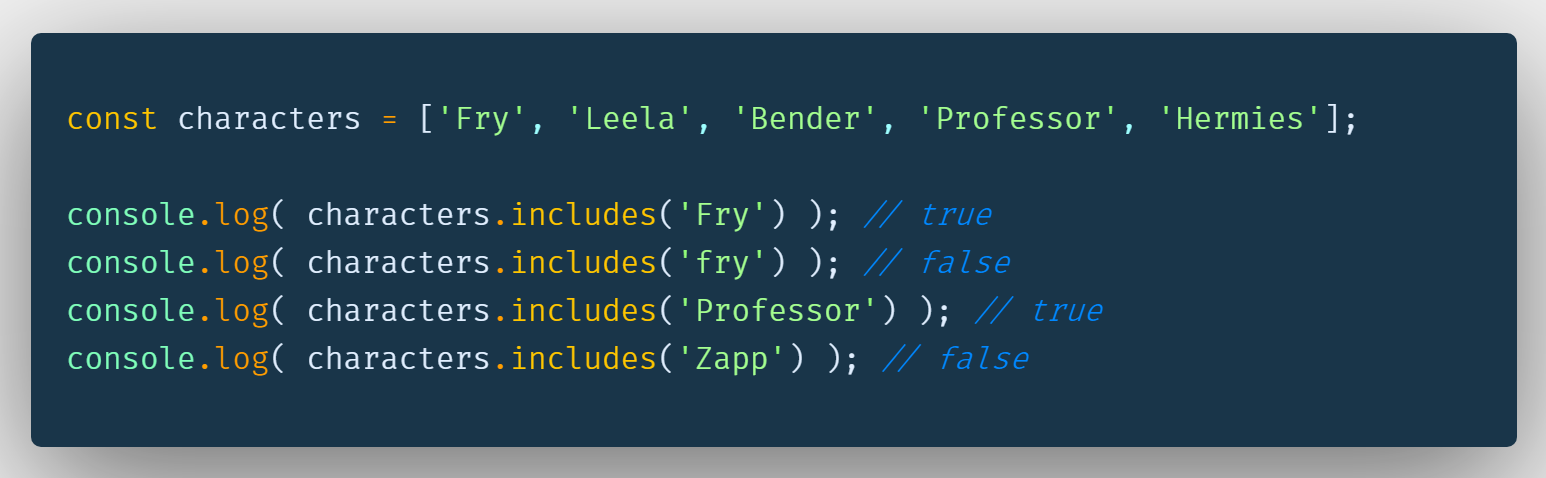 const characters = ['Fry', 'Leela', 'Bender', 'Professor', 'Hermies'];
console.log( characters.includes('Fry') ); // true
console.log( characters.includes('fry') ); // false
console.log( characters.includes('Professor') ); // true
console.log( characters.includes('Zapp') ); // false